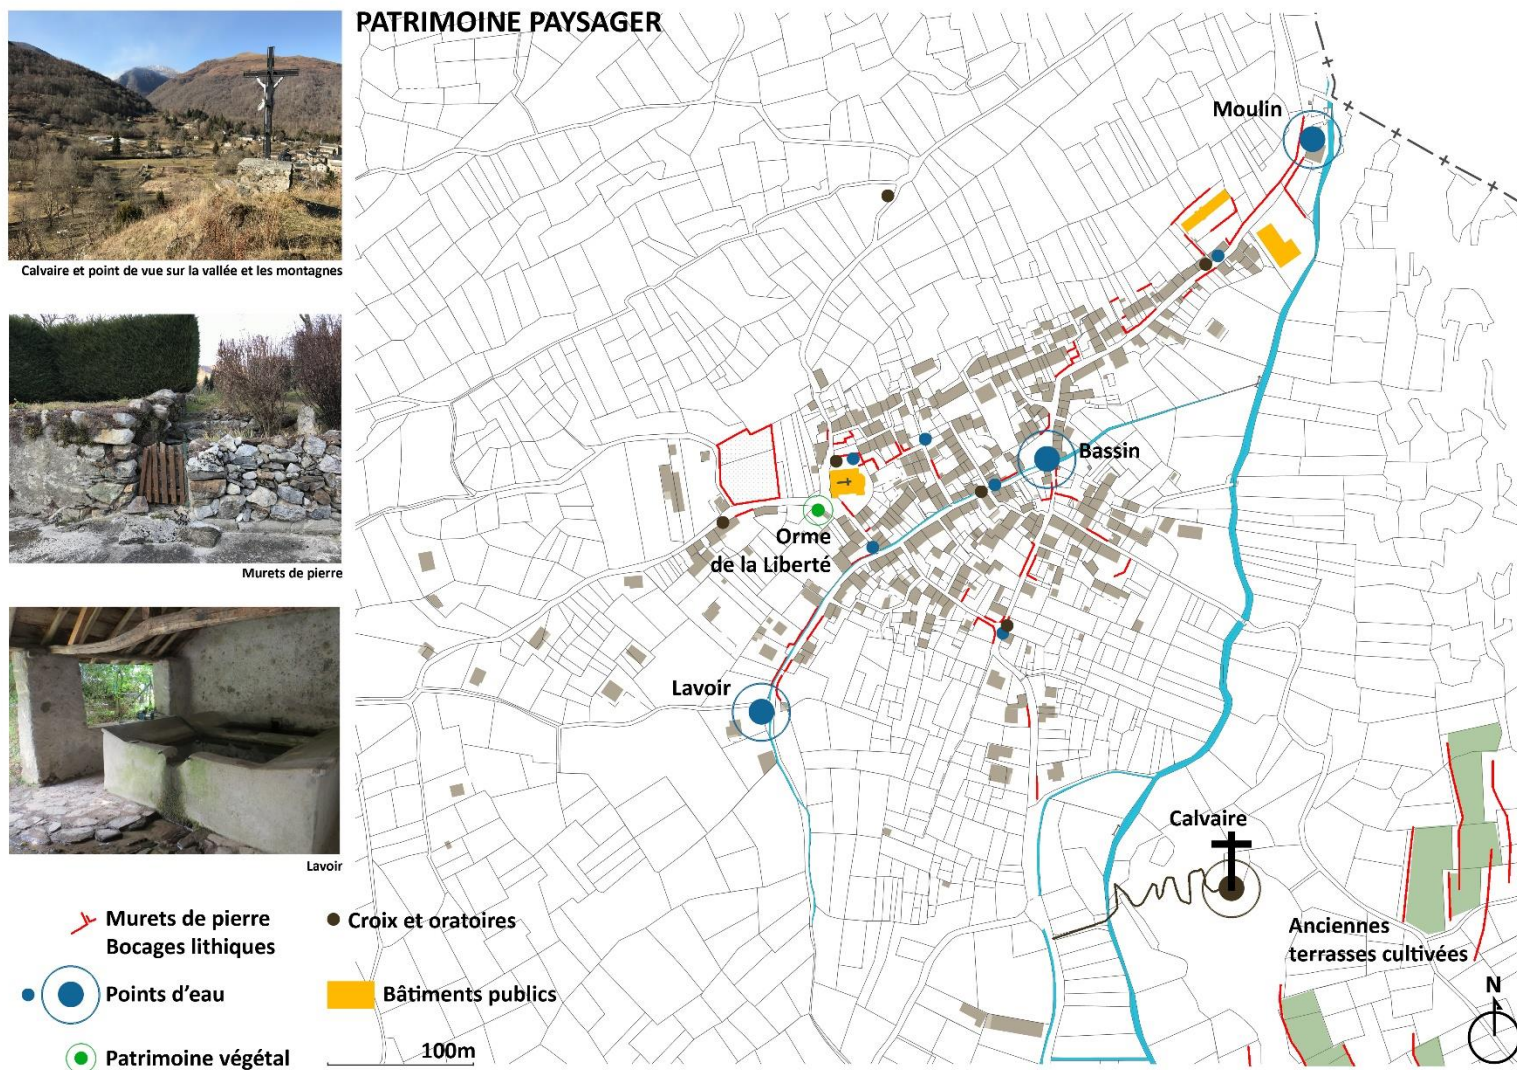 PATRIMOINE PAYSAGER
Calvaire et point de vue sur la vallée et les montagnes
Murets de pierre
Lavoir
Moulin
Bassin
Orme
de la Liberté
Lavoir
Calvaire
Anciennes
terrasses cultivées
N
Murets de pierre
Bocages lithiques
Croix et oratoires
Points d'eau
Bâtiments publics
Patrimoine végétal
100m